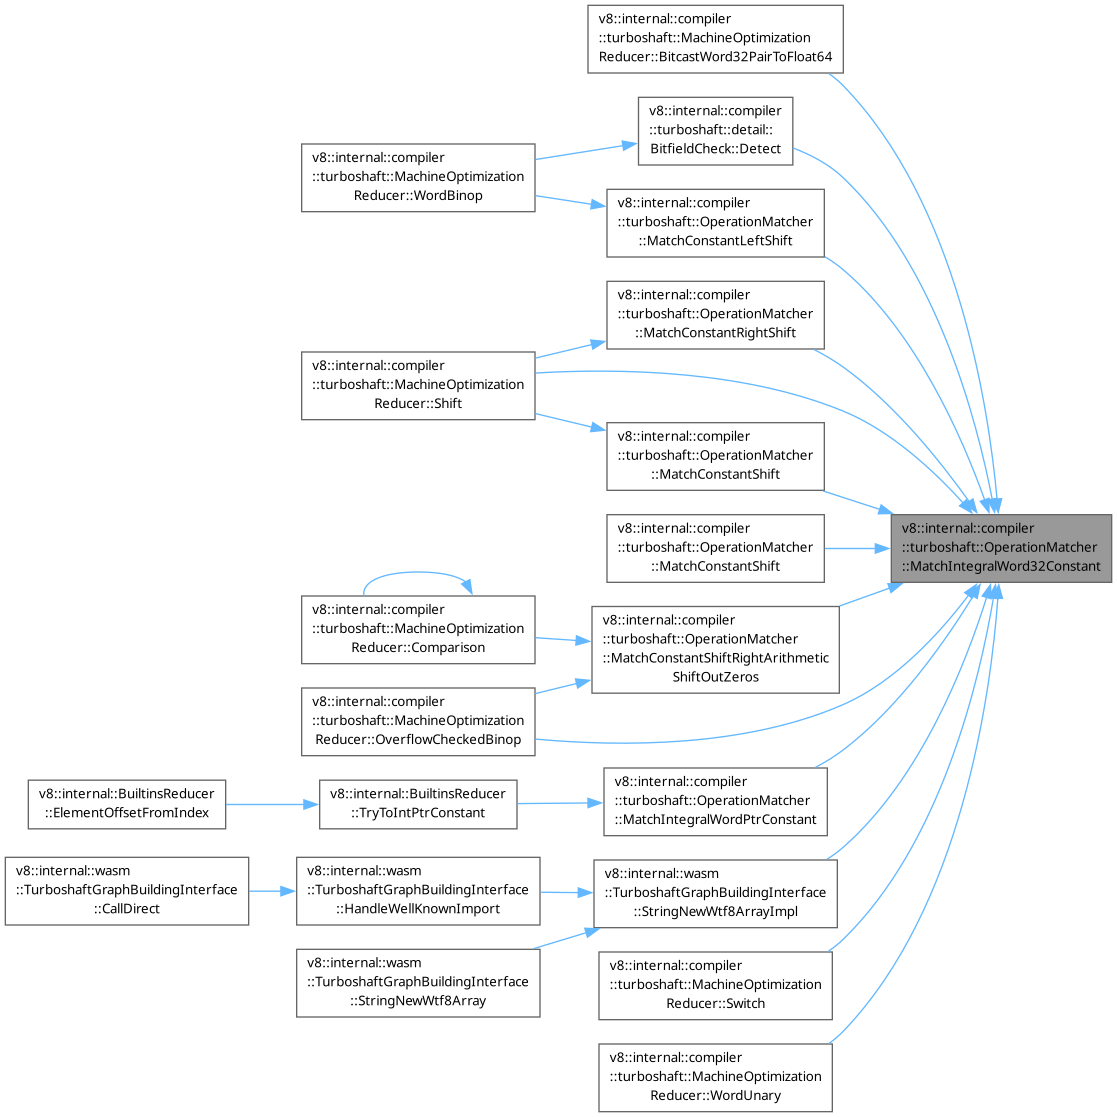 v8::internal::compiler
::turboshaft::MachineOptimization
Reducer::BitcastWord32PairToFloat64
v8::internal::compiler
::turboshaft::detail::
BitfieldCheck::Detect
v8::internal::compiler
::turboshaft::MachineOptimization
Reducer::WordBinop
v8::internal::compiler
::turboshaft::OperationMatcher
::MatchConstantLeftShift
v8::internal::compiler
::turboshaft::OperationMatcher
::MatchConstantRightShift
v8::internal::compiler
::turboshaft::MachineOptimization
Reducer::Shift
v8::internal::compiler
::turboshaft::OperationMatcher
::MatchConstantShift
v8::internal::compiler
::turboshaft::OperationMatcher
::MatchConstantShift
v8::internal::compiler
::turboshaft::OperationMatcher
::MatchIntegralWord32Constant
v8::internal::compiler
::turboshaft::MachineOptimization
Reducer::Comparison
v8::internal::compiler
::turboshaft::OperationMatcher
::MatchConstantShiftRightArithmetic
ShiftOutZeros
v8::internal::compiler
::turboshaft::MachineOptimization
Reducer::OverflowCheckedBinop
v8::internal::BuiltinsReducer
::ElementOffsetFromIndex
v8::internal::BuiltinsReducer
::TryToIntPtrConstant
v8::internal::compiler
::turboshaft::OperationMatcher
::MatchIntegralWordPtrConstant
v8::internal::wasm
::TurboshaftGraphBuildingInterface
::CallDirect
v8::internal::wasm
::TurboshaftGraphBuildingInterface
::HandleWellKnownImport
v8::internal::wasm
::TurboshaftGraphBuildingInterface
::StringNewWtf8ArrayImpl
v8::internal::wasm
::TurboshaftGraphBuildingInterface
::StringNewWtf8Array
v8::internal::compiler
::turboshaft::MachineOptimization
Reducer::Switch
v8::internal::compiler
::turboshaft::MachineOptimization
Reducer::WordUnary